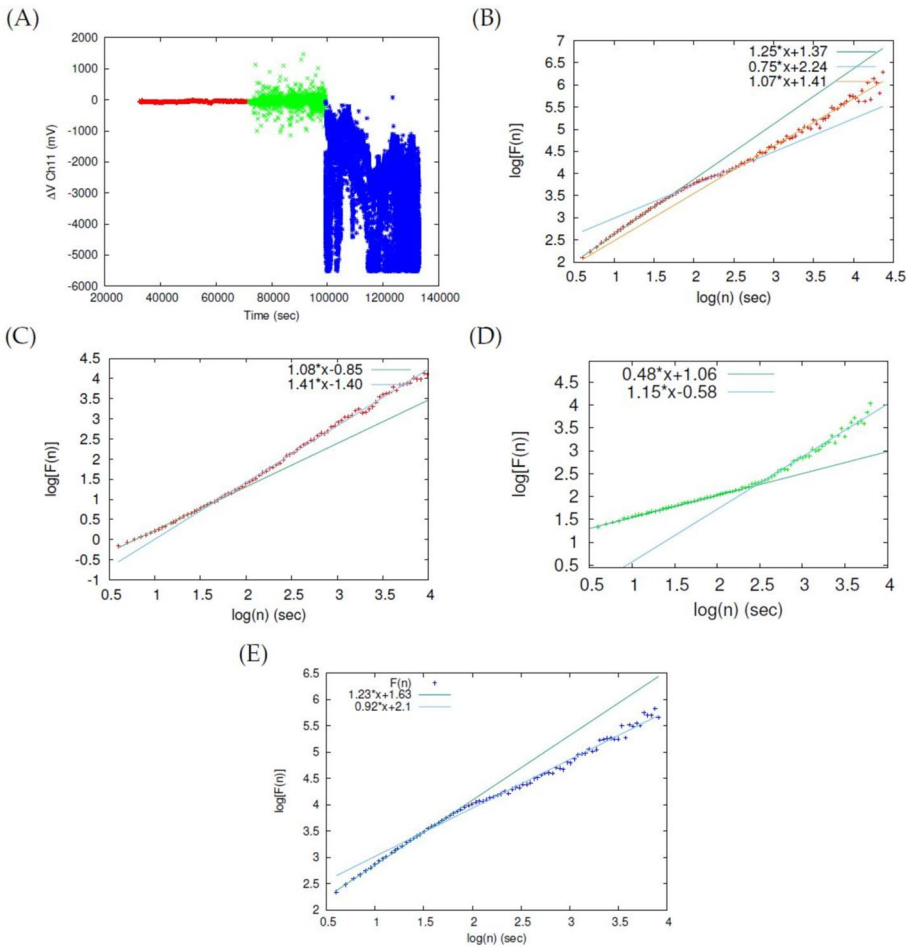 (A)
2000
1000
0
-1000
-2000
-3000
-4000
-5000
-6000
ΔV Ch11 (mV)
20000 40000 60000 80000 100000 120000 140000
Time (sec)
(B)
7
6.5
6
5.5
5
4.5
4
3.5
3
2.5
2
log[F(n)]
1.25*x+1.37
0.75*x+2.24
1.07*x+1.41
0.5 1 1.5 2 2.5 3 3.5 4 4.5
log(n) (sec)
(C)
4.5
4
3.5
3
2.5
2
1.5
1
0.5
0
-0.5
-1
log[F(n)]
1.08*x-0.85
1.41*x-1.40
0.5 1 1.5 2 2.5 3 3.5 4
log(n) (sec)
(D)
4.5
4
3.5
3
2.5
2
1.5
1
0.5
log[F(n)]
0.48*x+1.06
1.15*x-0.58
0.5 1 1.5 2 2.5 3 3.5 4
log(n) (sec)
(E)
6.5
6
5.5
5
4.5
4
3.5
3
2.5
2
log[F(n)]
F(n)
1.23*x+1.63
0.92*x+2.1
0.5 1 1.5 2 2.5 3 3.5 4
log(n) (sec)